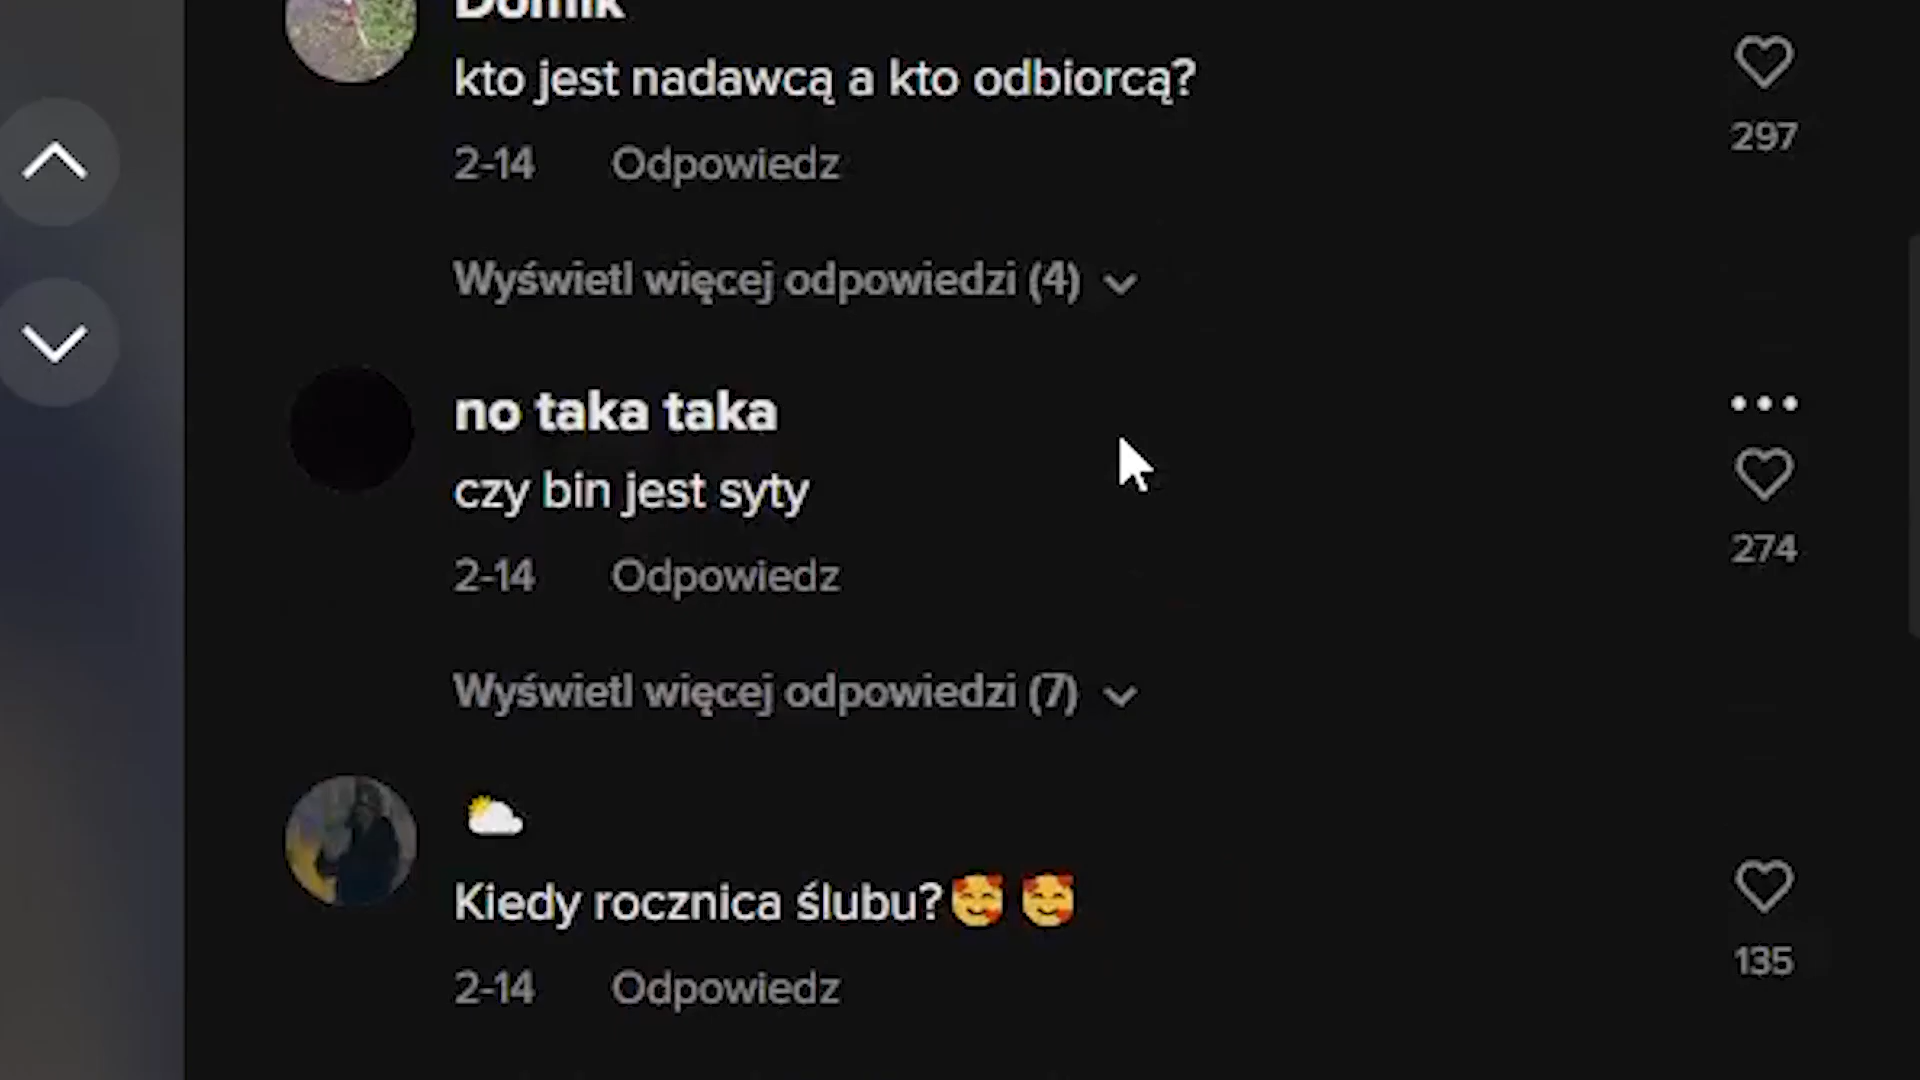 Domik
kto jest nadawcą a kto odbiorcą?
297
2-14 Odpowiedz
Wyświetl więcej odpowiedzi (4)
no taka taka
czy bin jest syty
274
2-14 Odpowiedz
Wyświetl więcej odpowiedzi (7)
🌥️
Kiedy rocznica ślubu?🥰 🥰
135
2-14 Odpowiedz